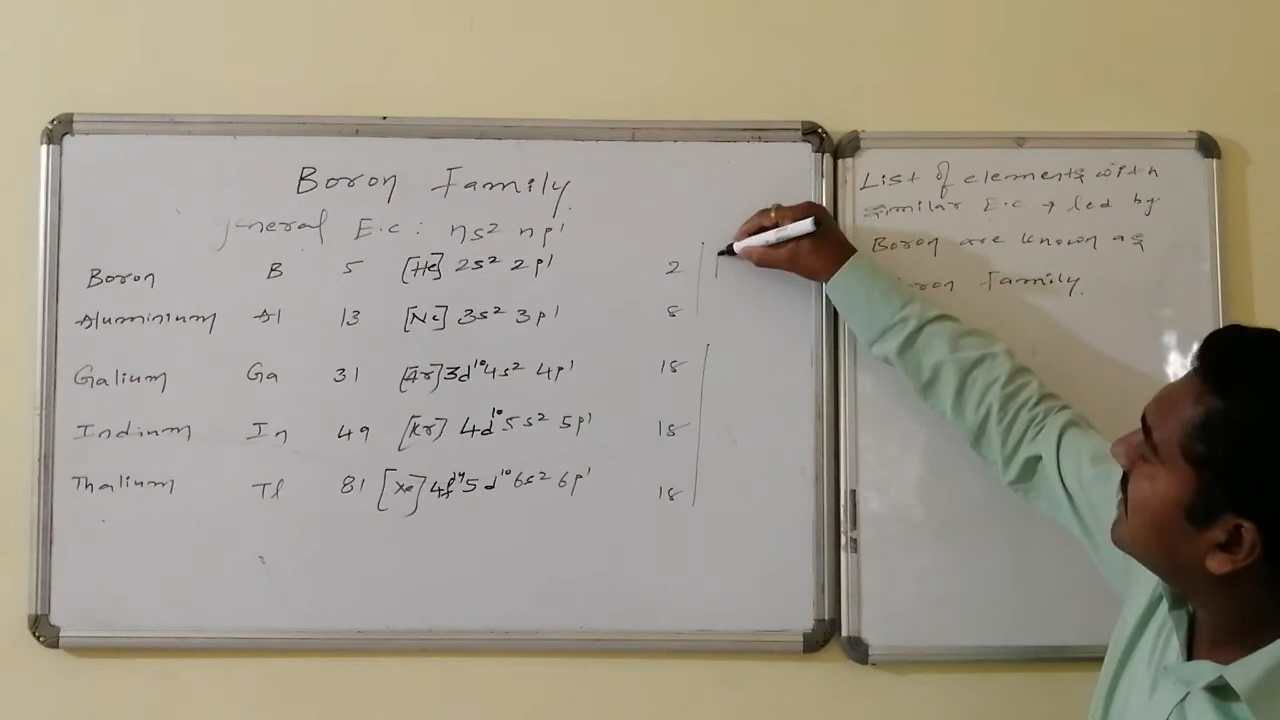 Boron Family
General E.C: ns² np¹
Boron B 5 [He] 2s² 2p¹ 2
Aluminium Al 13 [Ne] 3s² 3p¹ 8
Galium Ga 31 [Ar] 3d¹⁰ 4s² 4p¹ 18
Indium In 49 [Kr] 4d¹⁰ 5s² 5p¹ 18
Thalium Tl 81 [Xe] 4f¹⁴ 5d¹⁰ 6s² 6p¹ 18
List of elements with
similar E.C → led by
Boron are known as
Family.